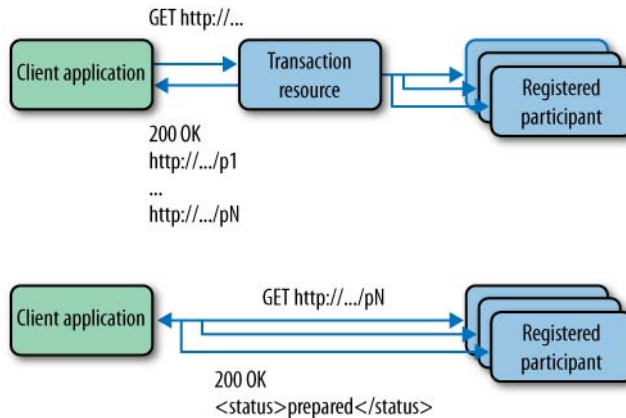 GET http://...
Client application
Transaction
resource
Registered
participant
200 OK
http://.../p1
...
http://.../pN
Client application
GET http://.../pN
Registered
participant
200 OK
<status>prepared</status>